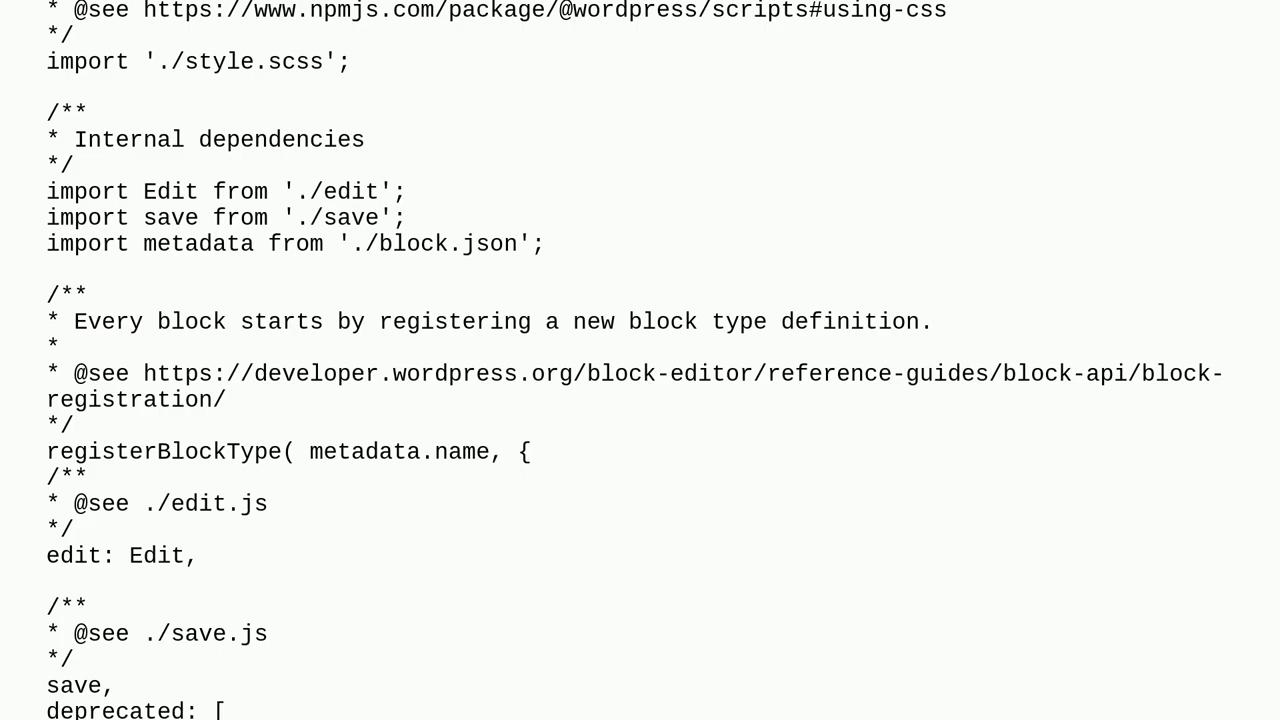 * @see https://www.npmjs.com/package/@wordpress/scripts#using-css
*/
import './style.scss';
/**
* Internal dependencies
*/
import Edit from './edit';
import save from './save';
import metadata from './block.json';
/**
* Every block starts by registering a new block type definition.
*
* @see https://developer.wordpress.org/block-editor/reference-guides/block-api/block-
registration/
*/
registerBlockType( metadata.name, {
/**
* @see ./edit.js
*/
edit: Edit,
/**
* @see ./save.js
*/
save,
deprecated: [